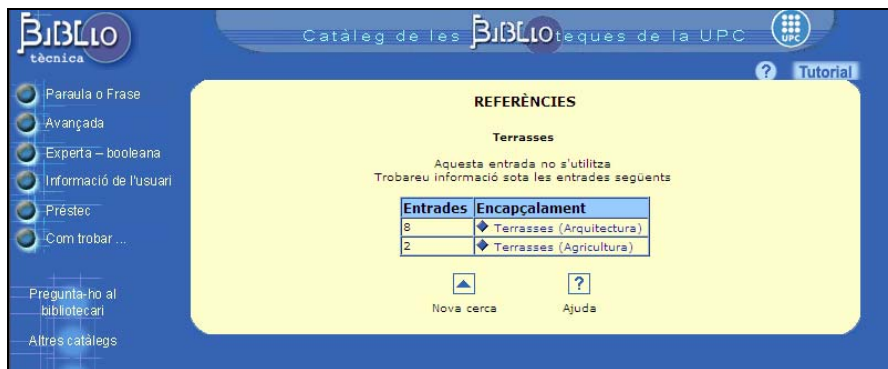 BIBLIO
tècnica
Catàleg de les BIBLIOteques de la UPC
UPC
? Tutorial
Paraula o Frase
Avançada
Experta – booleana
Informació de l'usuari
Préstec
Com trobar ...
Pregunta-ho al
bibliotecari
Altres catàlegs
REFERÈNCIES
Terrasses
Aquesta entrada no s'utilitza
Trobareu informació sota les entrades següents
Entrades Encapçalament
8 Terrasses (Arquitectura)
2 Terrasses (Agricultura)
?
Nova cerca Ajuda